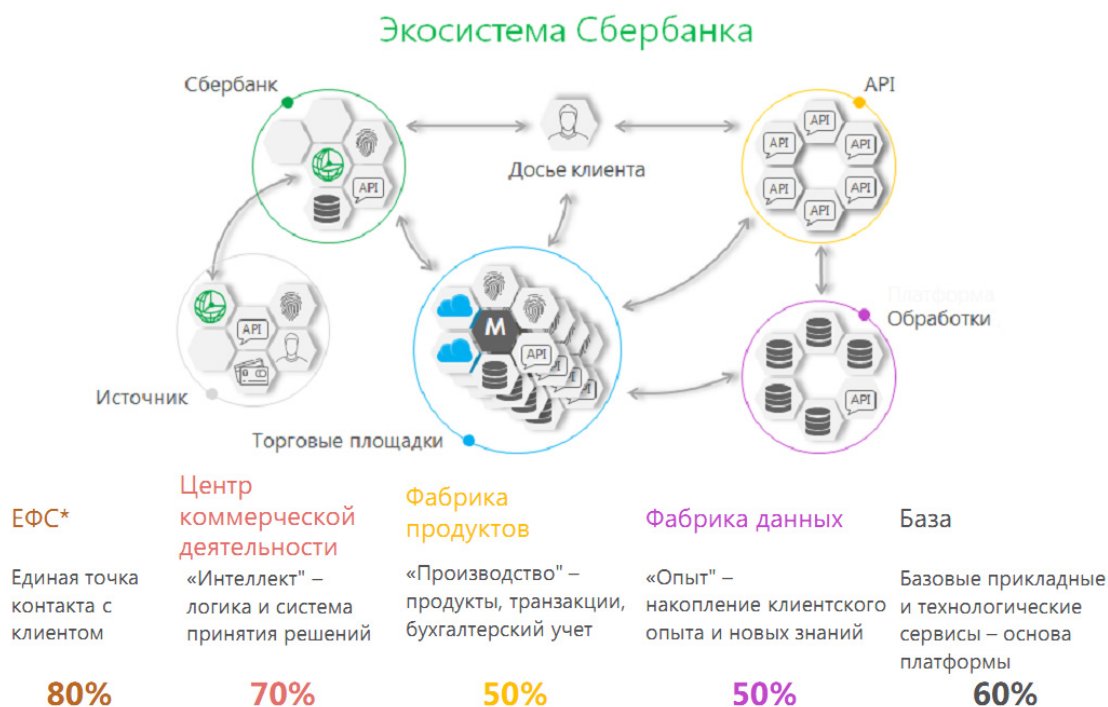 Экосистема Сбербанка
Сбербанк
API
Досье клиента
API
API
API
API
API
API
API
Платформа
Обработки
API
M
API
API
API
Источник
Торговые площадки
ЕФС*
Центр
коммерческой
деятельности
Фабрика
продуктов
Фабрика данных
База
Единая точка
контакта с
клиентом
«Интеллект" –
логика и система
принятия решений
«Производство" –
продукты, транзакции,
бухгалтерский учет
«Опыт" –
накопление клиентского
опыта и новых знаний
Базовые прикладные
и технологические
сервисы – основа
платформы
80%
70%
50%
50%
60%